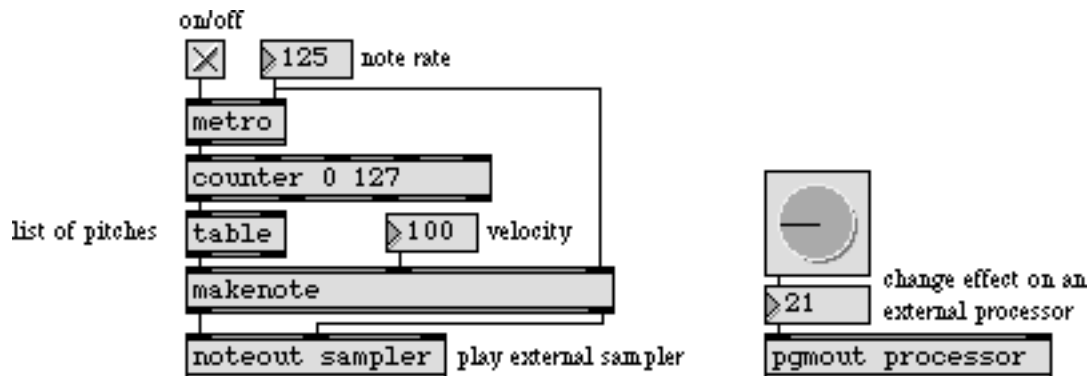 on/off
125 note rate
metro
counter 0 127
list of pitches
table
100 velocity
makenote
noteout sampler
play external sampler
21
change effect on an
external processor
pgmout processor